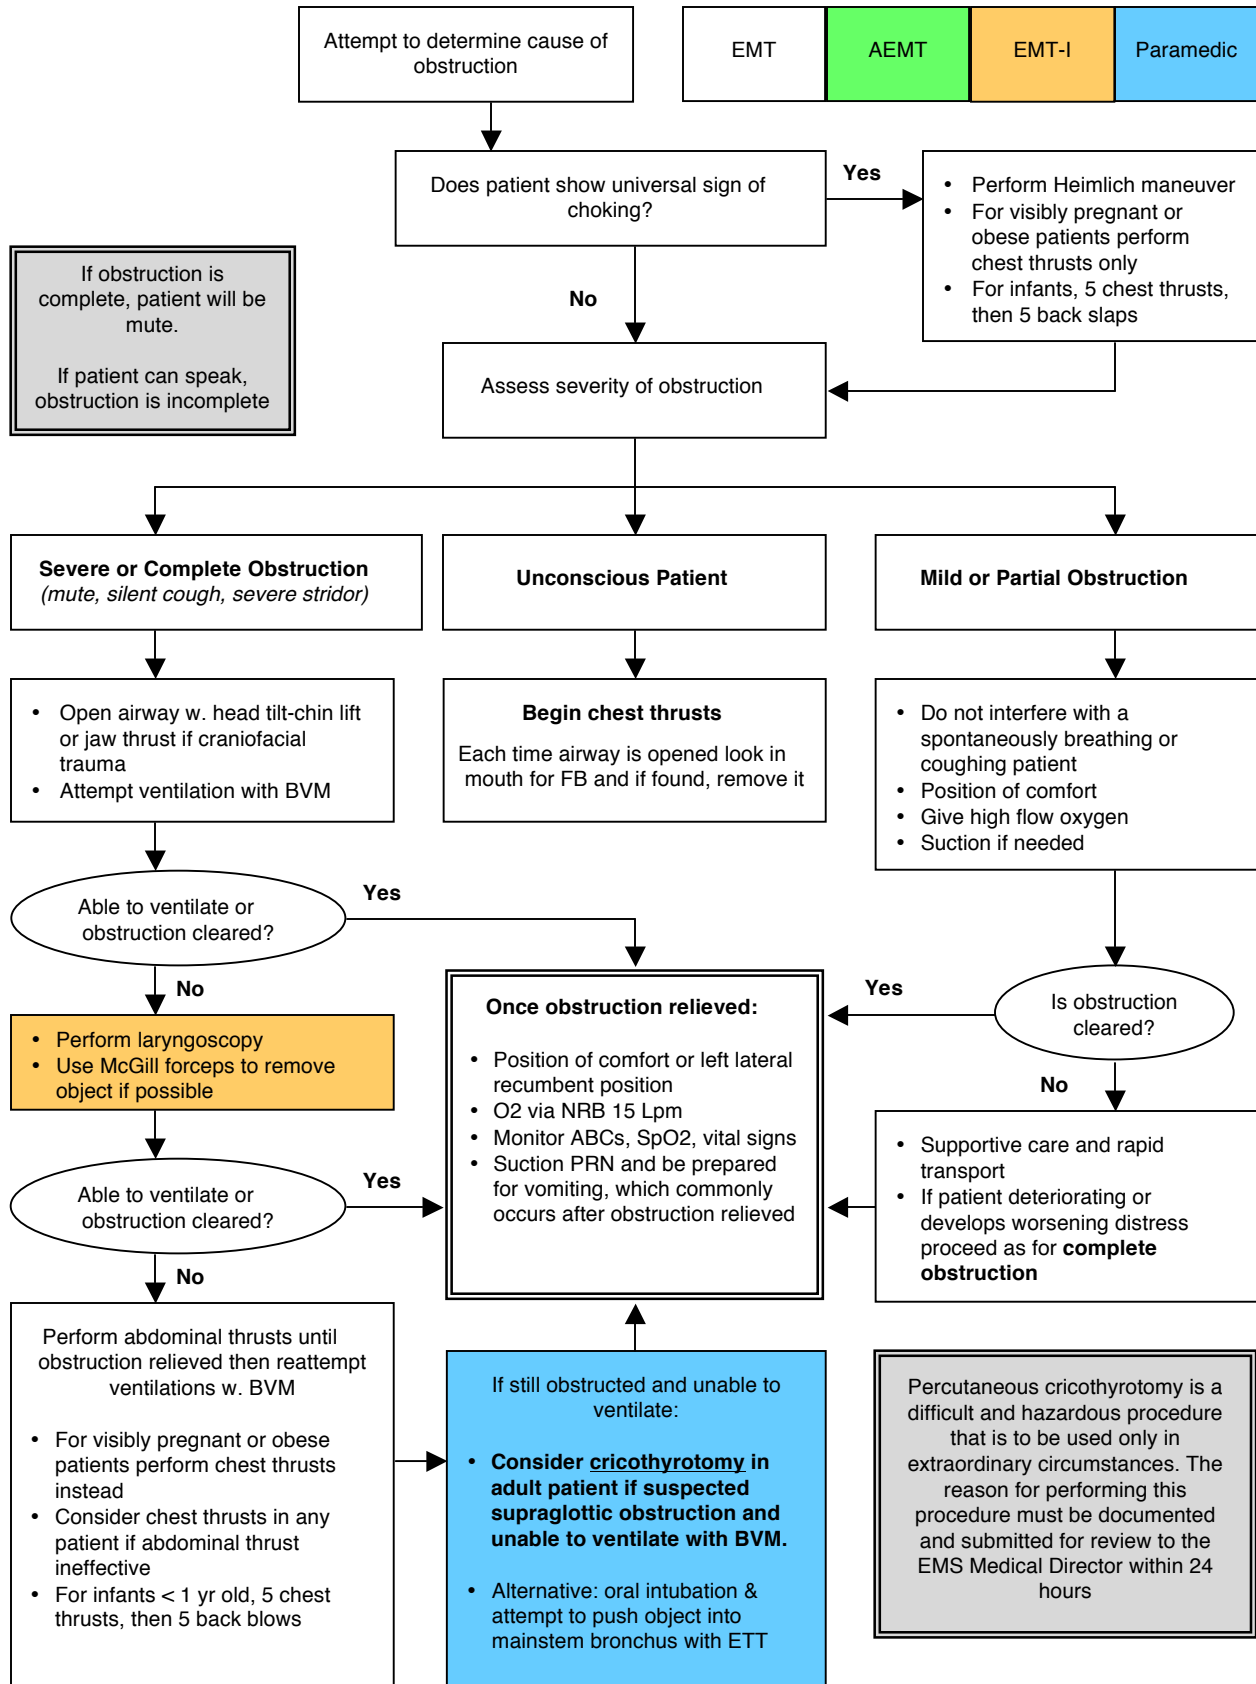 Attempt to determine cause of
obstruction
EMT
AEMT
EMT-I
Paramedic
Does patient show universal sign of
choking?
Yes
• Perform Heimlich maneuver
• For visibly pregnant or
obese patients perform
chest thrusts only
• For infants, 5 chest thrusts,
then 5 back slaps
If obstruction is
complete, patient will be
mute.
If patient can speak,
obstruction is incomplete
No
Assess severity of obstruction
Severe or Complete Obstruction
(mute, silent cough, severe stridor)
Unconscious Patient
Mild or Partial Obstruction
• Open airway w. head tilt-chin lift
or jaw thrust if craniofacial
trauma
• Attempt ventilation with BVM
Begin chest thrusts
Each time airway is opened look in
mouth for FB and if found, remove it
• Do not interfere with a
spontaneously breathing or
coughing patient
• Position of comfort
• Give high flow oxygen
• Suction if needed
Able to ventilate or
obstruction cleared?
Yes
No
• Perform laryngoscopy
• Use McGill forceps to remove
object if possible
Able to ventilate or
obstruction cleared?
Yes
No
Once obstruction relieved:
• Position of comfort or left lateral
recumbent position
• O2 via NRB 15 Lpm
• Monitor ABCs, SpO2, vital signs
• Suction PRN and be prepared
for vomiting, which commonly
occurs after obstruction relieved
Yes
Is obstruction
cleared?
No
• Supportive care and rapid
transport
• If patient deteriorating or
develops worsening distress
proceed as for complete
obstruction
Perform abdominal thrusts until
obstruction relieved then reattempt
ventilations w. BVM
• For visibly pregnant or obese
patients perform chest thrusts
instead
• Consider chest thrusts in any
patient if abdominal thrust
ineffective
• For infants < 1 yr old, 5 chest
thrusts, then 5 back blows
If still obstructed and unable to
ventilate:
• Consider cricothyrotomy in
adult patient if suspected
supraglottic obstruction and
unable to ventilate with BVM.
• Alternative: oral intubation &
attempt to push object into
mainstem bronchus with ETT
Percutaneous cricothyrotomy is a
difficult and hazardous procedure
that is to be used only in
extraordinary circumstances. The
reason for performing this
procedure must be documented
and submitted for review to the
EMS Medical Director within 24
hours